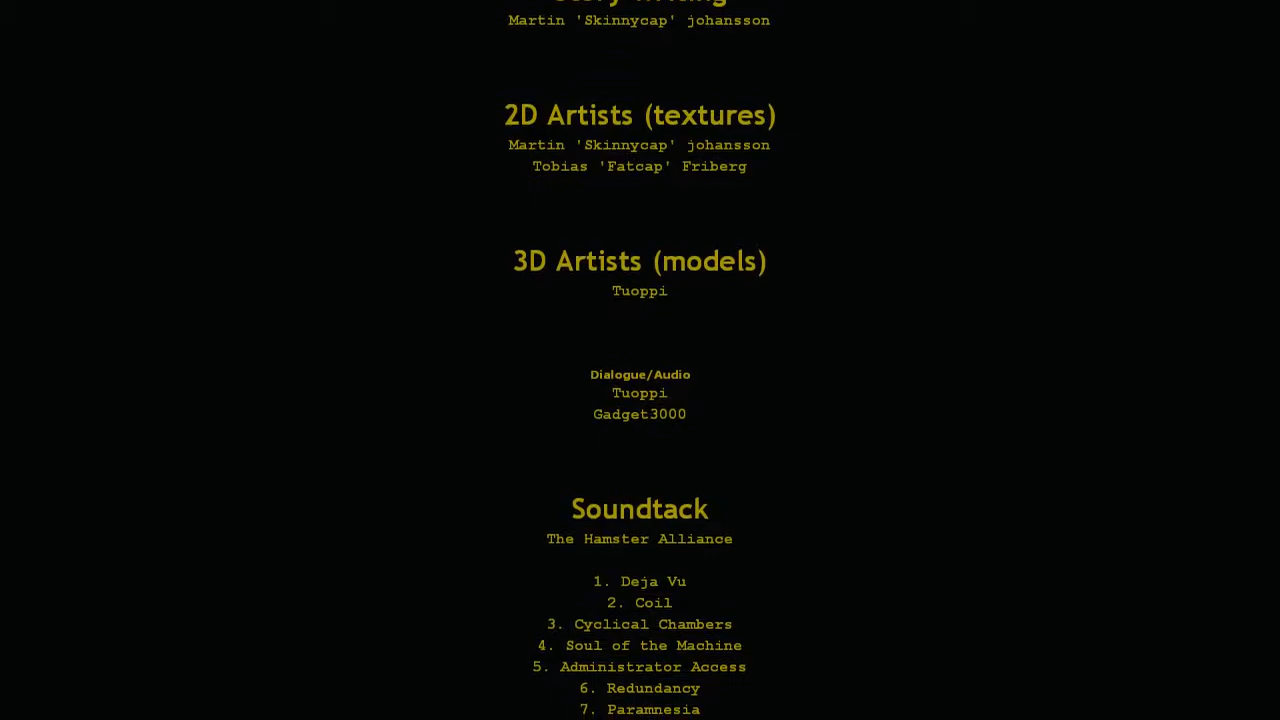 Story Writing
Martin 'Skinnycap' johansson
2D Artists (textures)
Martin 'Skinnycap' johansson
Tobias 'Fatcap' Friberg
3D Artists (models)
Tuoppi
Dialogue/Audio
Tuoppi
Gadget3000
Soundtack
The Hamster Alliance
1. Deja Vu
2. Coil
3. Cyclical Chambers
4. Soul of the Machine
5. Administrator Access
6. Redundancy
7. Paramnesia